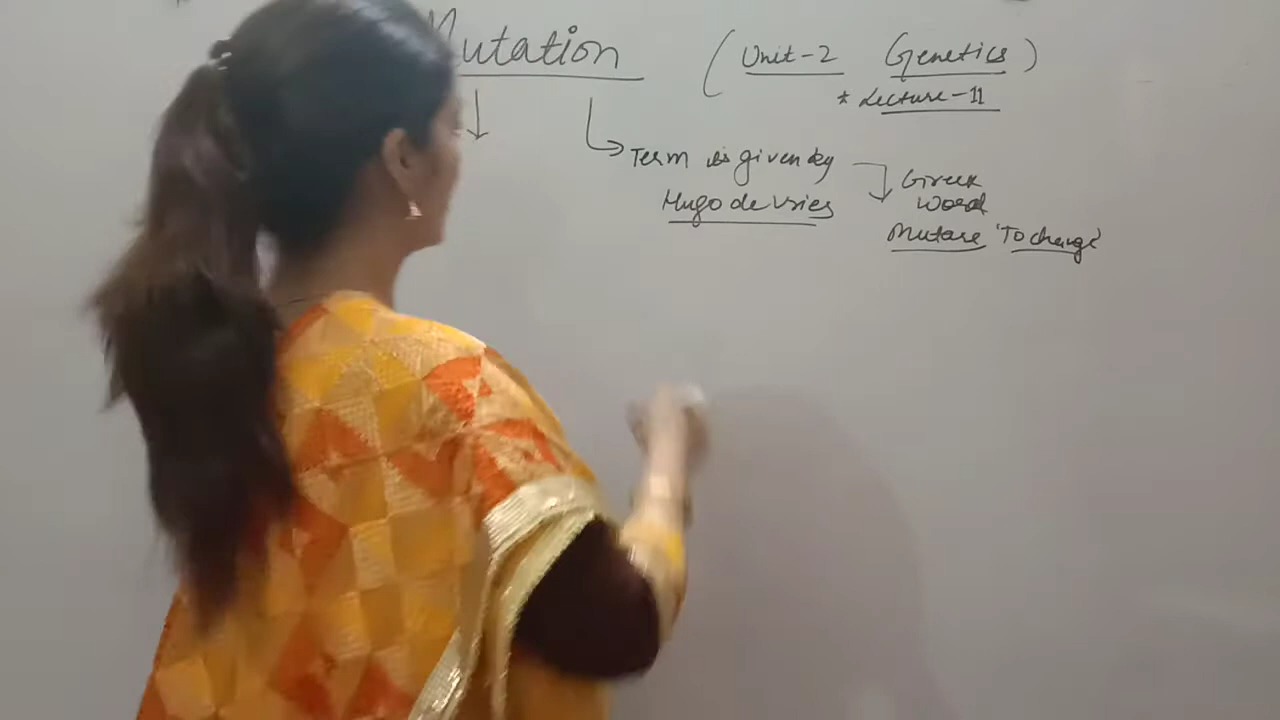 Mutation (Unit-2 Genetics)
* Lecture-11
Term is given by
Hugo de vries
Greek
word
Mutare 'To change'